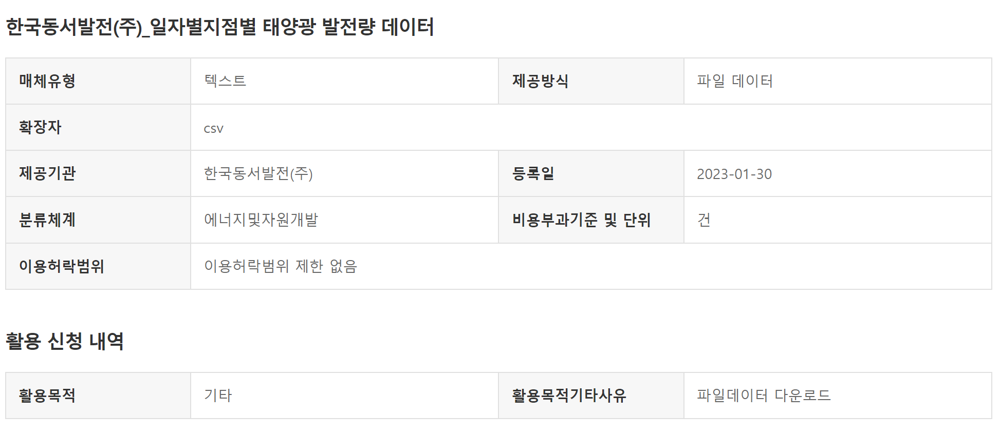 한국동서발전(주)_일자별지점별 태양광 발전량 데이터
매체유형 텍스트 제공방식 파일 데이터
확장자 csv
제공기관 한국동서발전(주) 등록일 2023-01-30
분류체계 에너지및자원개발 비용부과기준 및 단위 건
이용허락범위 이용허락범위 제한 없음
활용 신청 내역
활용목적 기타 활용목적기타사유 파일데이터 다운로드